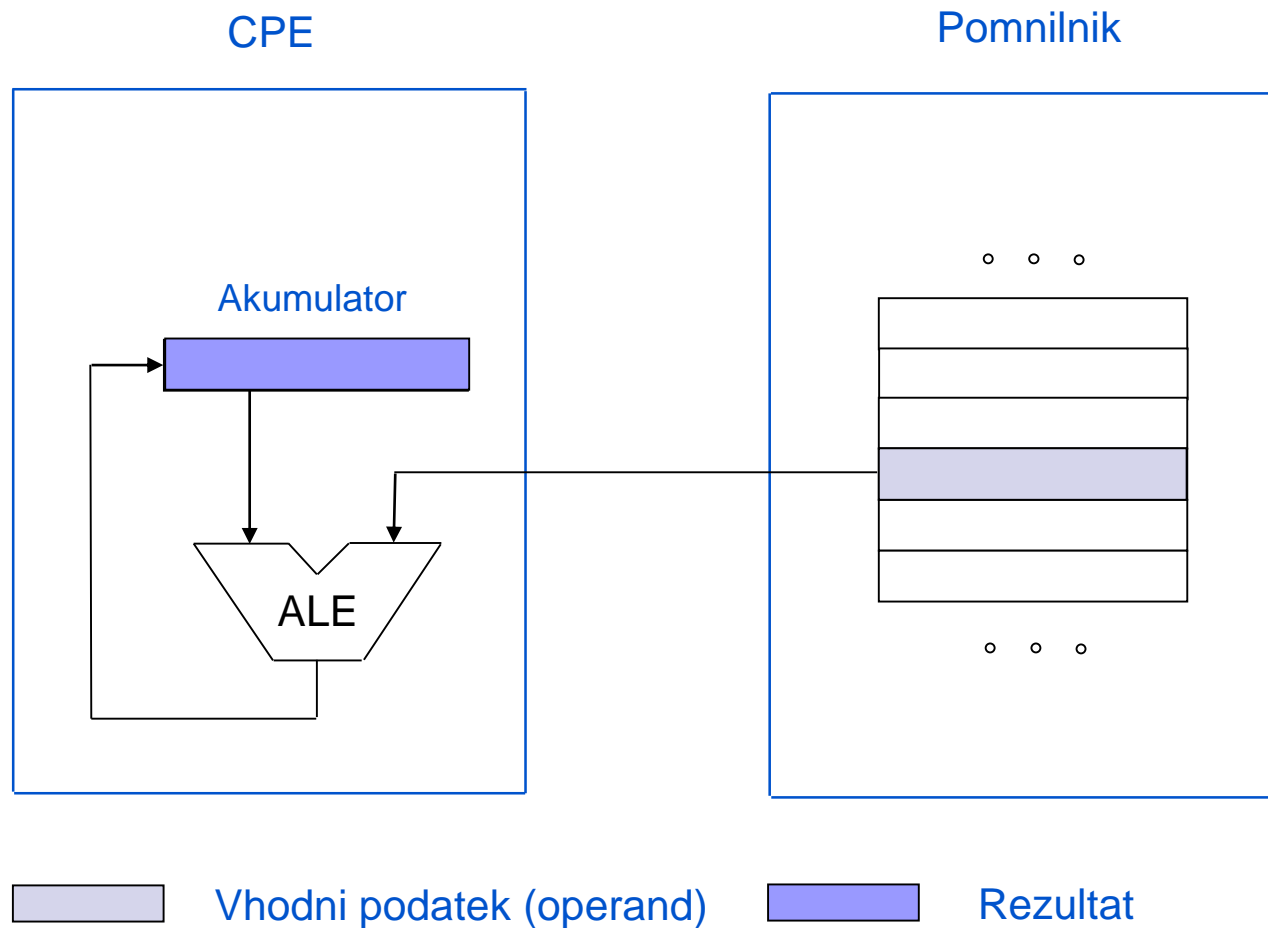 CPE
Pomnilnik
Akumulator
ALE
Vhodni podatek (operand)
Rezultat